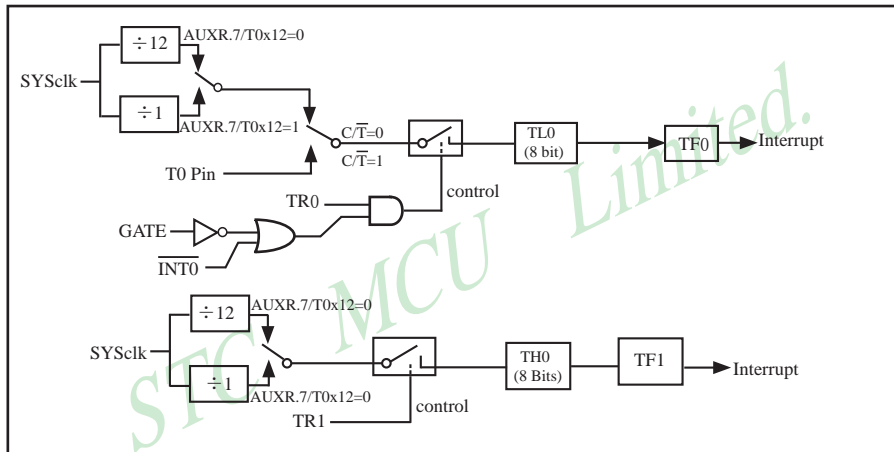 ÷12
AUXR.7/T0x12=0
SYSclk
÷1
AUXR.7/T0x12=1
C/T̅=0
C/T̅=1
T0 Pin
TL0
(8 bit)
TF0
Interrupt
control
TR0
GATE
I̅N̅T̅0̅
÷12
AUXR.7/T0x12=0
SYSclk
÷1
AUXR.7/T0x12=0
TR1
control
TH0
(8 Bits)
TF1
Interrupt
STC MCU Limited.